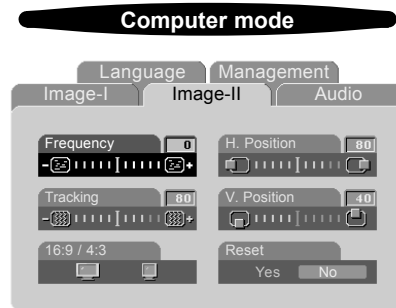 Computer mode
Language Management
Image-I Image-II Audio
Frequency 0 H. Position 80
- +
Tracking 80 V. Position 40
- +
16:9 / 4:3 Reset
Yes No